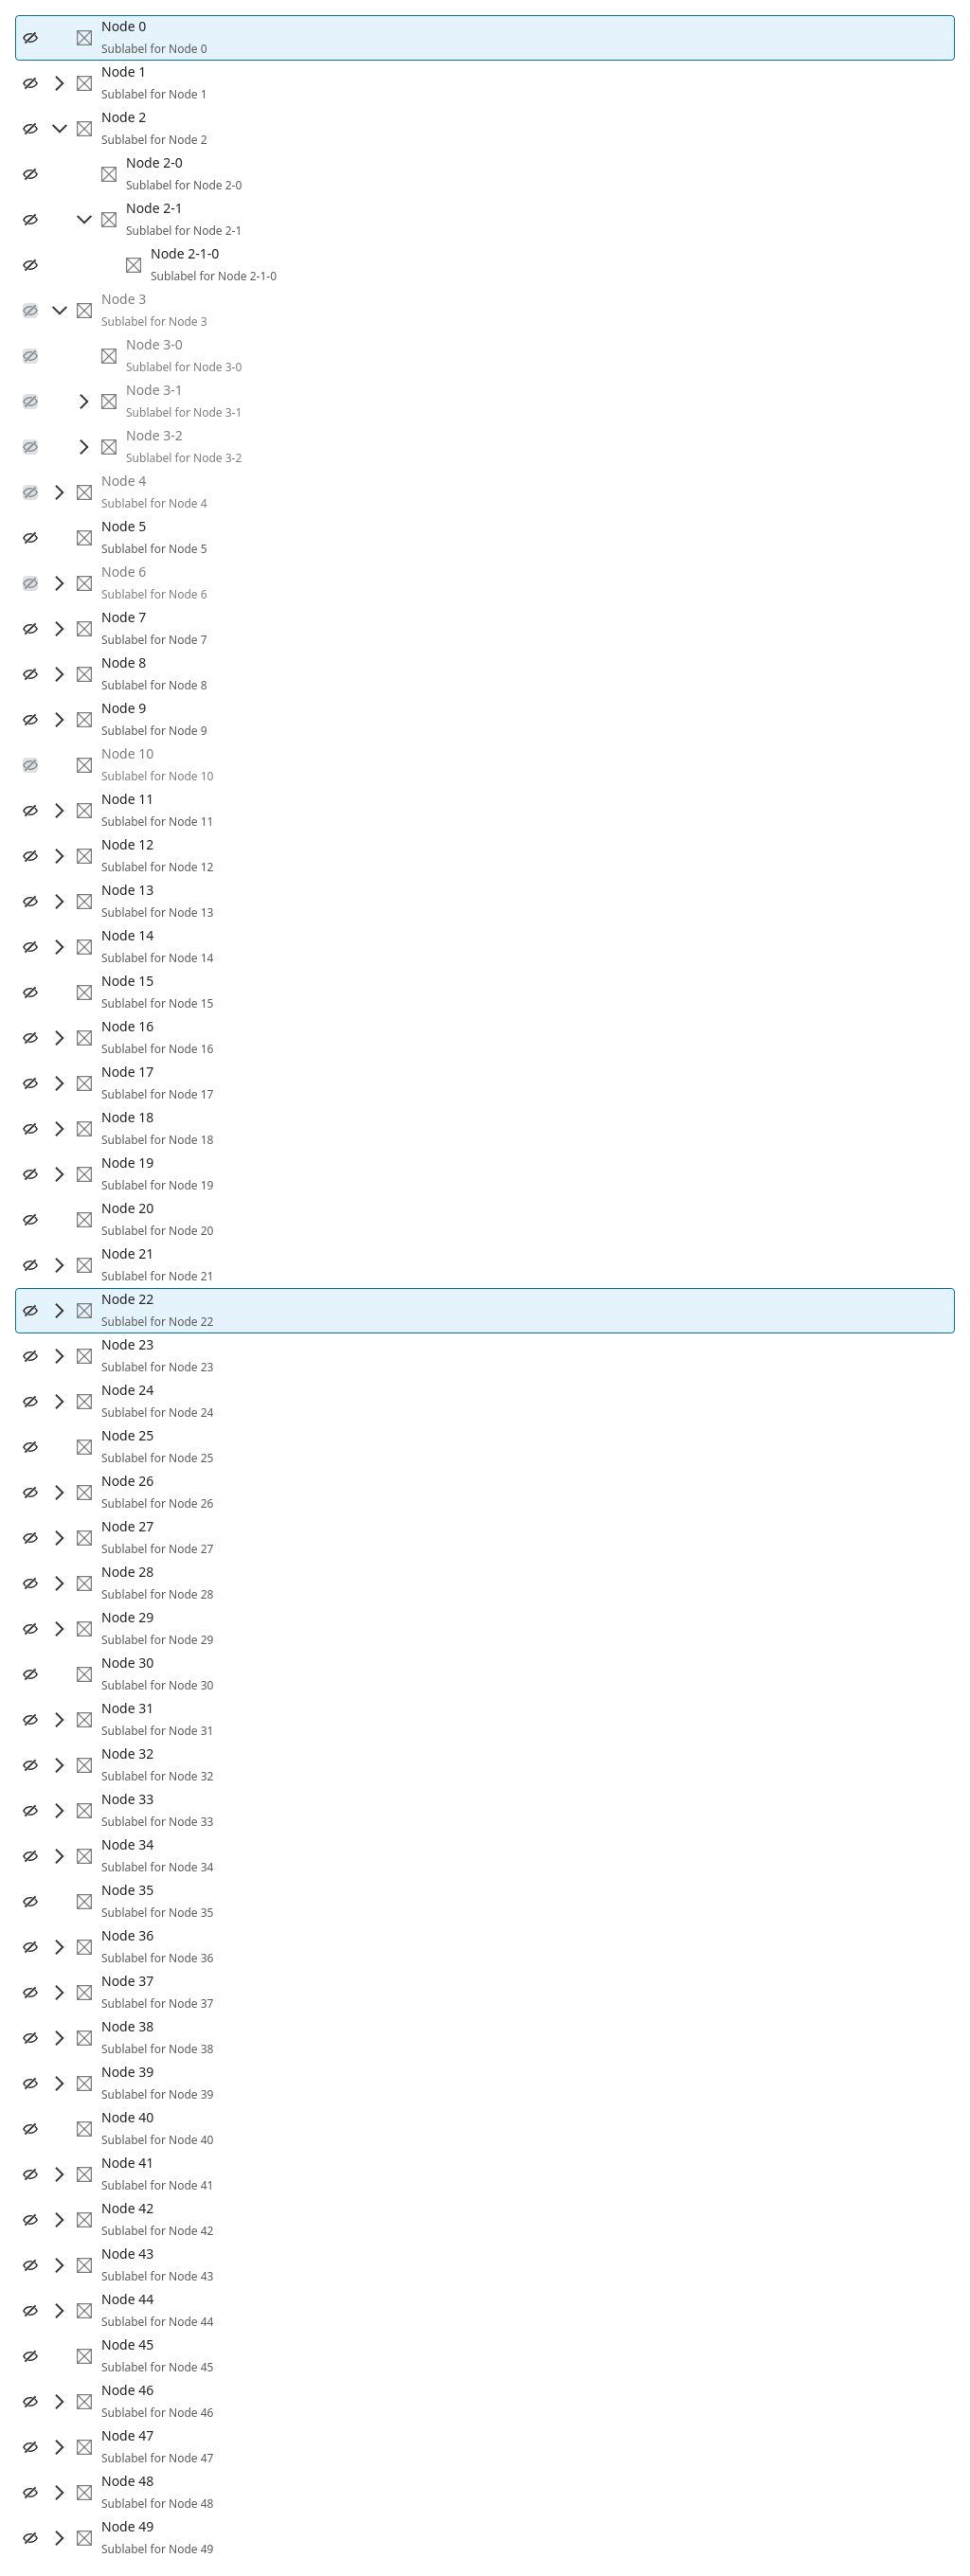 Node 0
Sublabel for Node 0
Node 1
Sublabel for Node 1
Node 2
Sublabel for Node 2
Node 2-0
Sublabel for Node 2-0
Node 2-1
Sublabel for Node 2-1
Node 2-1-0
Sublabel for Node 2-1-0
Node 3
Sublabel for Node 3
Node 3-0
Sublabel for Node 3-0
Node 3-1
Sublabel for Node 3-1
Node 3-2
Sublabel for Node 3-2
Node 4
Sublabel for Node 4
Node 5
Sublabel for Node 5
Node 6
Sublabel for Node 6
Node 7
Sublabel for Node 7
Node 8
Sublabel for Node 8
Node 9
Sublabel for Node 9
Node 10
Sublabel for Node 10
Node 11
Sublabel for Node 11
Node 12
Sublabel for Node 12
Node 13
Sublabel for Node 13
Node 14
Sublabel for Node 14
Node 15
Sublabel for Node 15
Node 16
Sublabel for Node 16
Node 17
Sublabel for Node 17
Node 18
Sublabel for Node 18
Node 19
Sublabel for Node 19
Node 20
Sublabel for Node 20
Node 21
Sublabel for Node 21
Node 22
Sublabel for Node 22
Node 23
Sublabel for Node 23
Node 24
Sublabel for Node 24
Node 25
Sublabel for Node 25
Node 26
Sublabel for Node 26
Node 27
Sublabel for Node 27
Node 28
Sublabel for Node 28
Node 29
Sublabel for Node 29
Node 30
Sublabel for Node 30
Node 31
Sublabel for Node 31
Node 32
Sublabel for Node 32
Node 33
Sublabel for Node 33
Node 34
Sublabel for Node 34
Node 35
Sublabel for Node 35
Node 36
Sublabel for Node 36
Node 37
Sublabel for Node 37
Node 38
Sublabel for Node 38
Node 39
Sublabel for Node 39
Node 40
Sublabel for Node 40
Node 41
Sublabel for Node 41
Node 42
Sublabel for Node 42
Node 43
Sublabel for Node 43
Node 44
Sublabel for Node 44
Node 45
Sublabel for Node 45
Node 46
Sublabel for Node 46
Node 47
Sublabel for Node 47
Node 48
Sublabel for Node 48
Node 49
Sublabel for Node 49